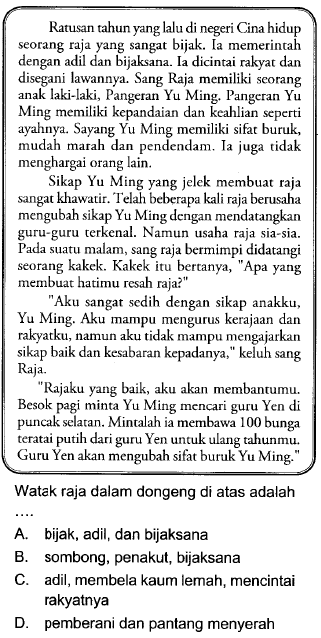 Ratusan tahun yang lalu di negeri Cina hidup
seorang raja yang sangat bijak. Ia memerintah
dengan adil dan bijaksana. Ia dicintai rakyat dan
disegani lawannya. Sang Raja memiliki seorang
anak laki-laki, Pangeran Yu Ming. Pangeran Yu
Ming memiliki kepandaian dan keahlian seperti
ayahnya. Sayang Yu Ming memiliki sifat buruk,
mudah marah dan pendendam. Ia juga tidak
menghargai orang lain.
Sikap Yu Ming yang jelek membuat raja
sangat khawatir. Telah beberapa kali raja berusaha
mengubah sikap Yu Ming dengan mendatangkan
guru-guru terkenal. Namun usaha raja sia-sia.
Pada suatu malam, sang raja bermimpi didatangi
seorang kakek. Kakek itu bertanya, "Apa yang
membuat hatimu resah raja?"
"Aku sangat sedih dengan sikap anakku,
Yu Ming. Aku mampu mengurus kerajaan dan
rakyatku, namun aku tidak mampu mengajarkan
sikap baik dan kesabaran kepadanya," keluh sang
Raja.
"Rajaku yang baik, aku akan membantumu.
Besok pagi minta Yu Ming mencari guru Yen di
puncak selatan. Mintalah ia membawa 100 bunga
teratai putih dari guru Yen untuk ulang tahunmu.
Guru Yen akan mengubah sifat buruk Yu Ming."
Watak raja dalam dongeng di atas adalah
....
A. bijak, adil, dan bijaksana
B. sombong, penakut, bijaksana
C. adil, membela kaum lemah, mencintai
rakyatnya
D. pemberani dan pantang menyerah